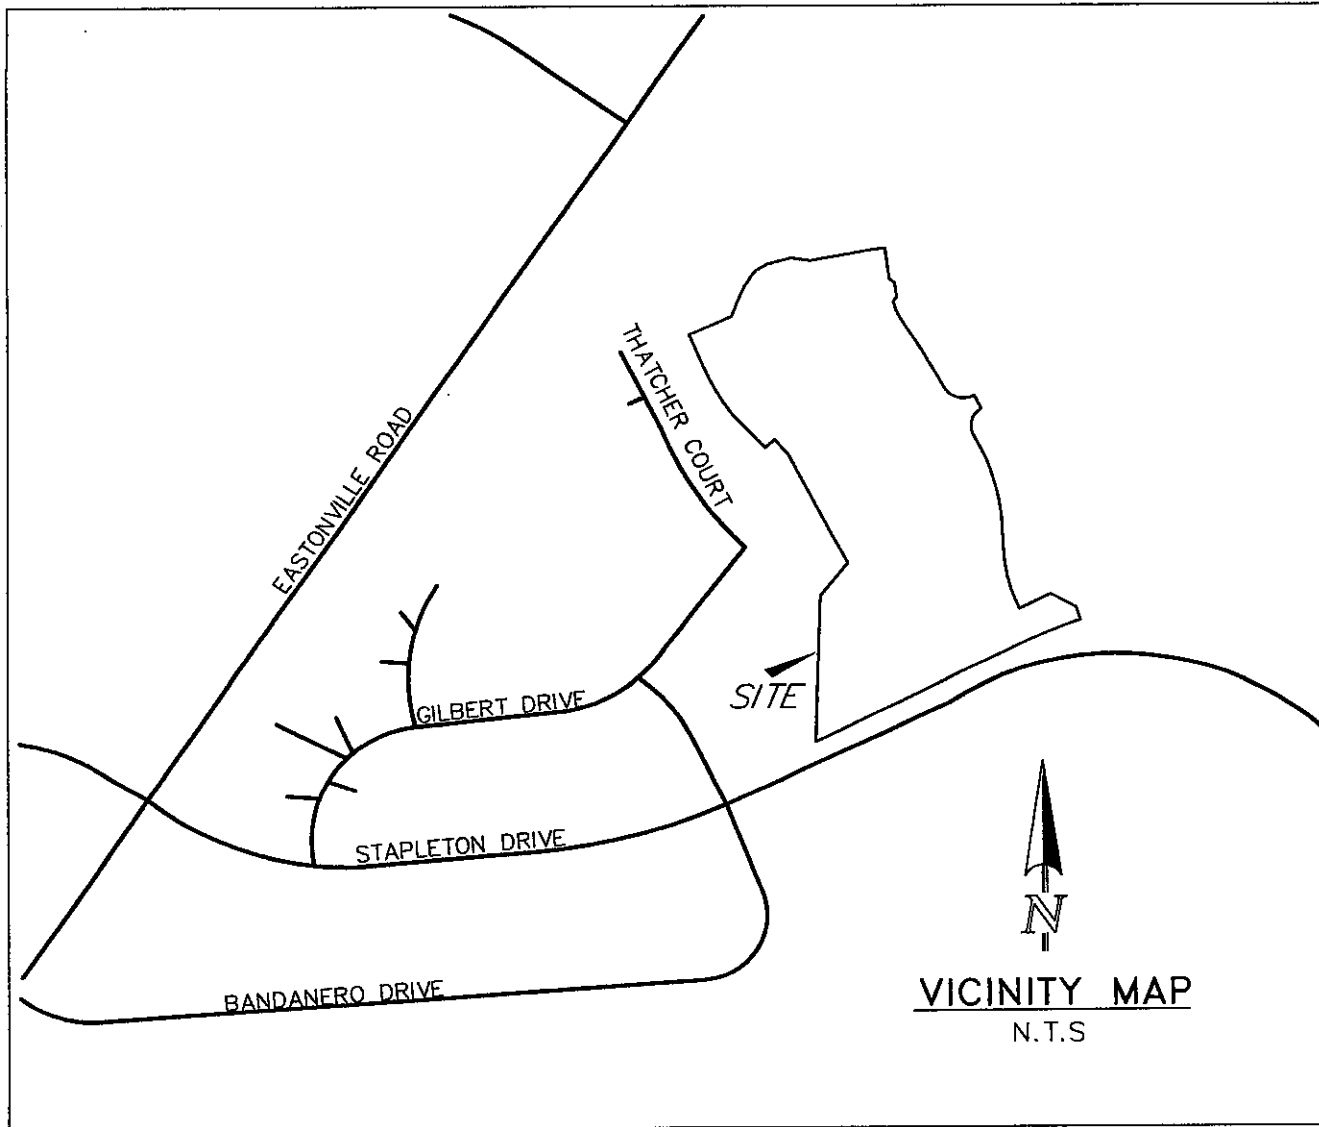 THATCHER COURT
EASTONVILLE ROAD
SITE
GILBERT DRIVE
STAPLETON DRIVE
BANDANERO DRIVE
N
VICINITY MAP
N.T.S